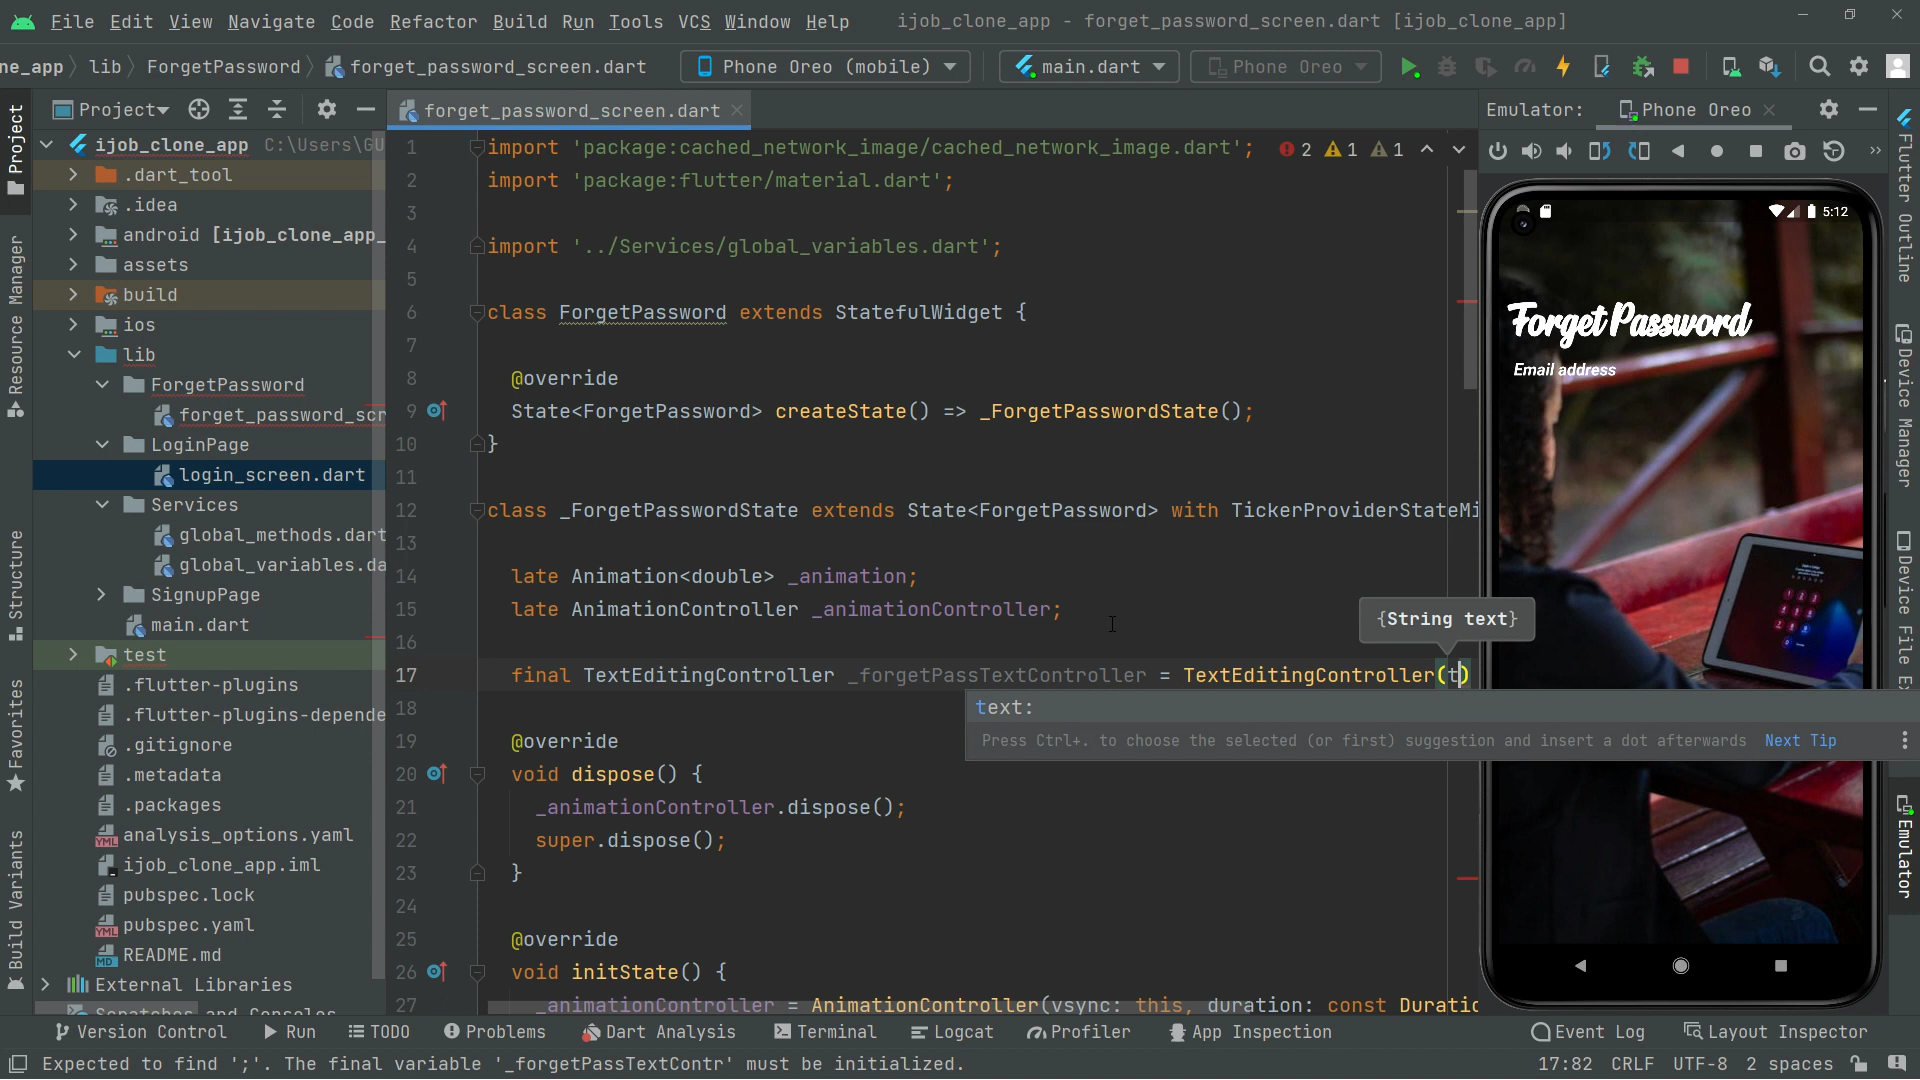 File Edit View Navigate Code Refactor Build Run Tools VCS Window Help ijob_clone_app - forget_password_screen.dart [ijob_clone_app]
ne_app lib ForgetPassword forget_password_screen.dart Phone Oreo (mobile) main.dart Phone Oreo
Project forget_password_screen.dart Emulator: Phone Oreo
ijob_clone_app C:\Users\GU
.dart_tool
.idea
android [ijob_clone_app_
assets
build
ios
lib
ForgetPassword
forget_password_scr
LoginPage
login_screen.dart
Services
global_methods.dart
global_variables.da
SignupPage
main.dart
test
.flutter-plugins
.flutter-plugins-depende
.gitignore
.metadata
.packages
analysis_options.yaml
ijob_clone_app.iml
pubspec.lock
pubspec.yaml
README.md
External Libraries
Scratches and Consoles
Project
Resource Manager
Structure
Favorites
Build Variants
1 import 'package:cached_network_image/cached_network_image.dart'; 2 1 1
2 import 'package:flutter/material.dart';
3
4 import '../Services/global_variables.dart';
5
6 class ForgetPassword extends StatefulWidget {
7
8 @override
9 State<ForgetPassword> createState() => _ForgetPasswordState();
10 }
11
12 class _ForgetPasswordState extends State<ForgetPassword> with TickerProviderStateMi
13
14 late Animation<double> _animation;
15 late AnimationController _animationController;
16
{String text}
17 final TextEditingController _forgetPassTextController = TextEditingController(t)
18
text:
Press Ctrl+. to choose the selected (or first) suggestion and insert a dot afterwards Next Tip
19 @override
20 void dispose() {
21 _animationController.dispose();
22 super.dispose();
23 }
24
25 @override
26 void initState() {
27 _animationController = AnimationController(vsync: this, duration: const Duratio
5:12
Forget Password
Email address
Flutter Outline
Device Manager
Device File Ex
Emulator
Version Control Run TODO Problems Dart Analysis Terminal Logcat Profiler App Inspection Event Log Layout Inspector
Expected to find ';'. The final variable '_forgetPassTextContr' must be initialized. 17:82 CRLF UTF-8 2 spaces